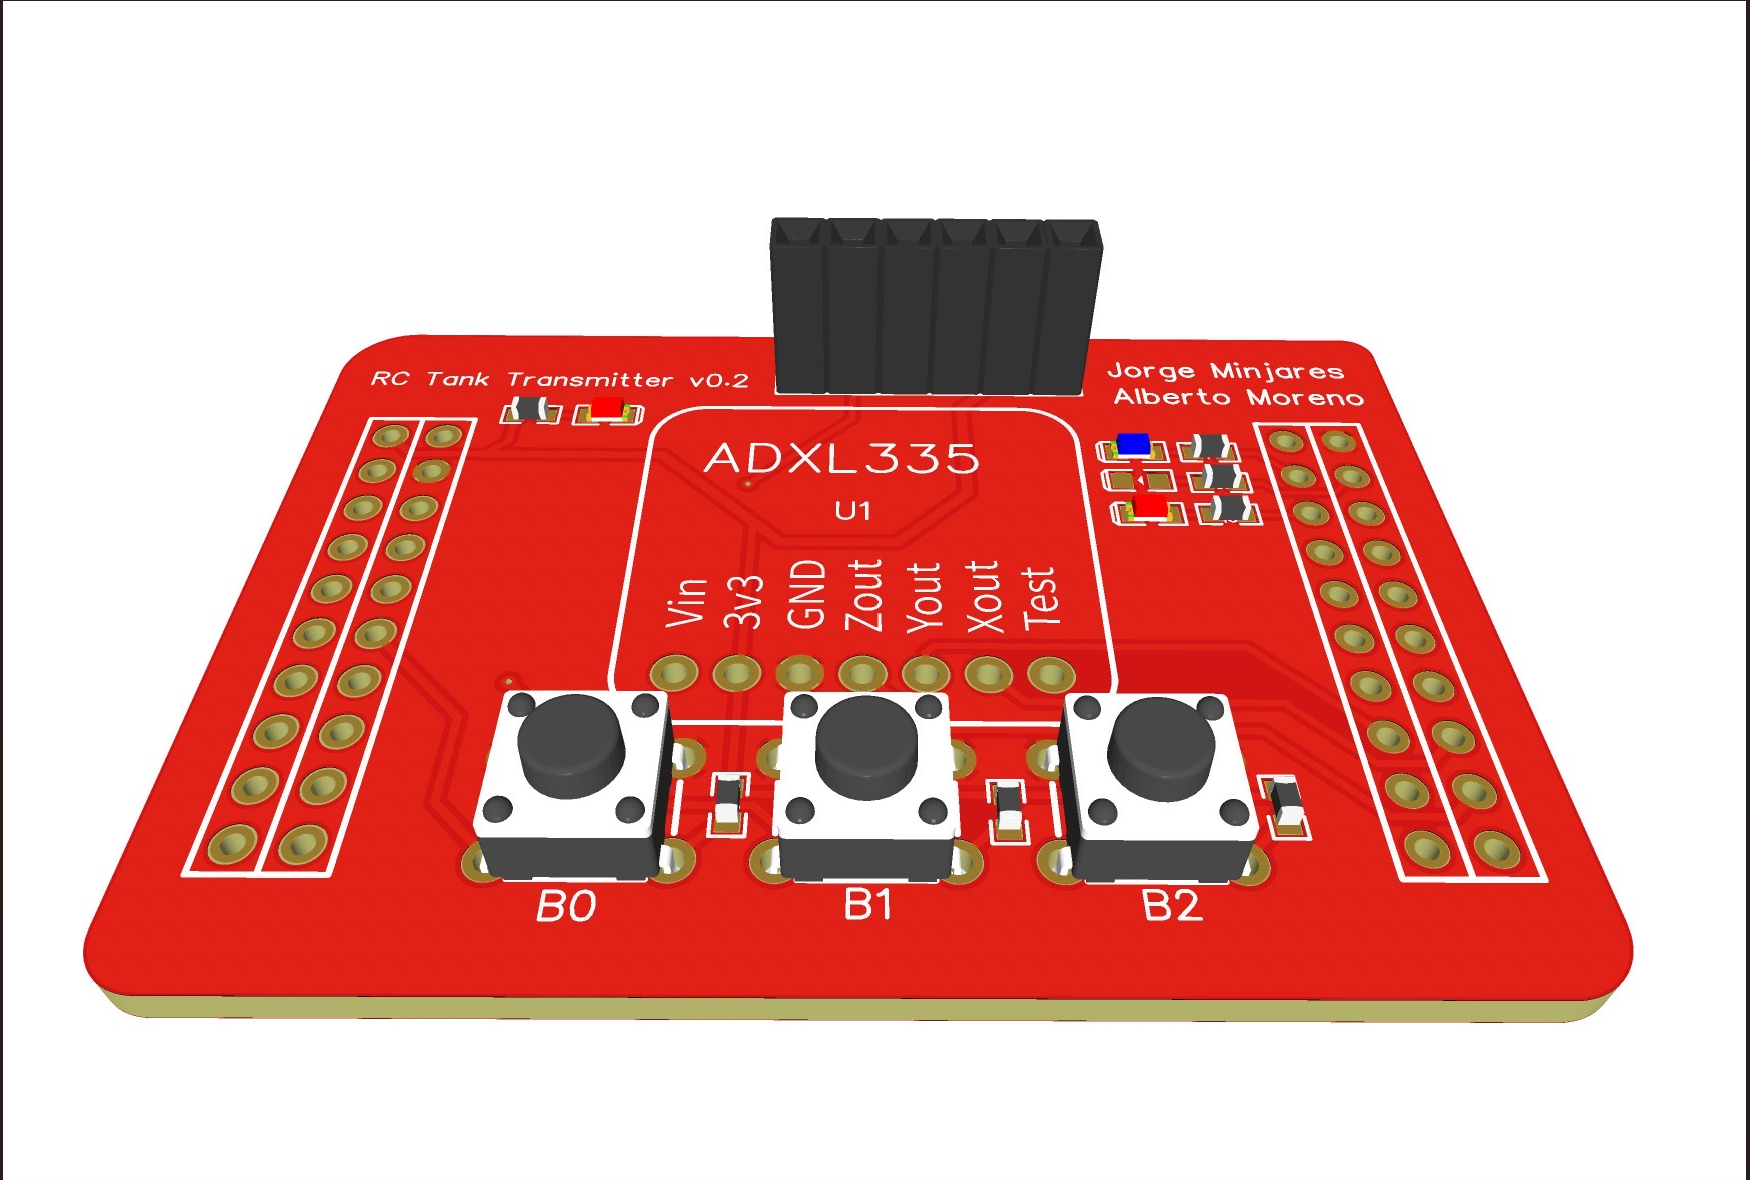 RC Tank Transmitter v0.2
Jorge Minjares
Alberto Moreno
ADXL335
U1
Vin
3v3
GND
Zout
Yout
Xout
Test
B0
B1
B2